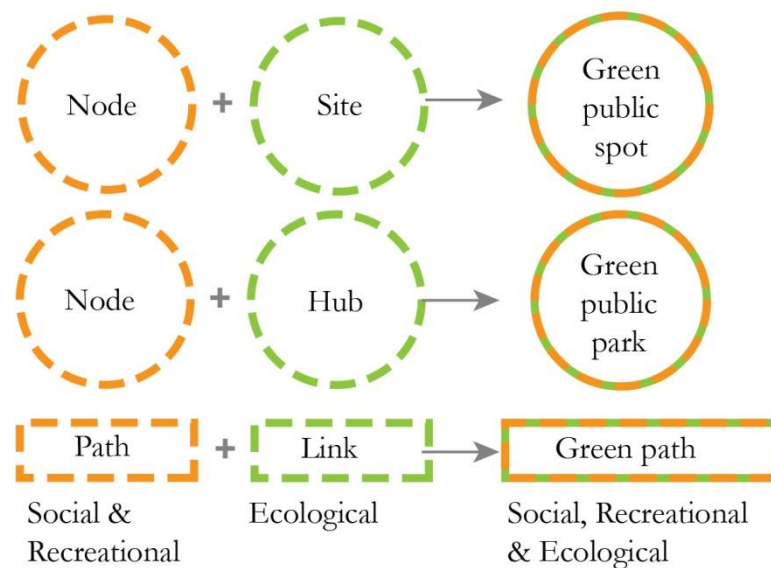 Node + Site Green public spot
Node + Hub Green public park
Path + Link Green path
Social & Recreational
Ecological
Social, Recreational & Ecological